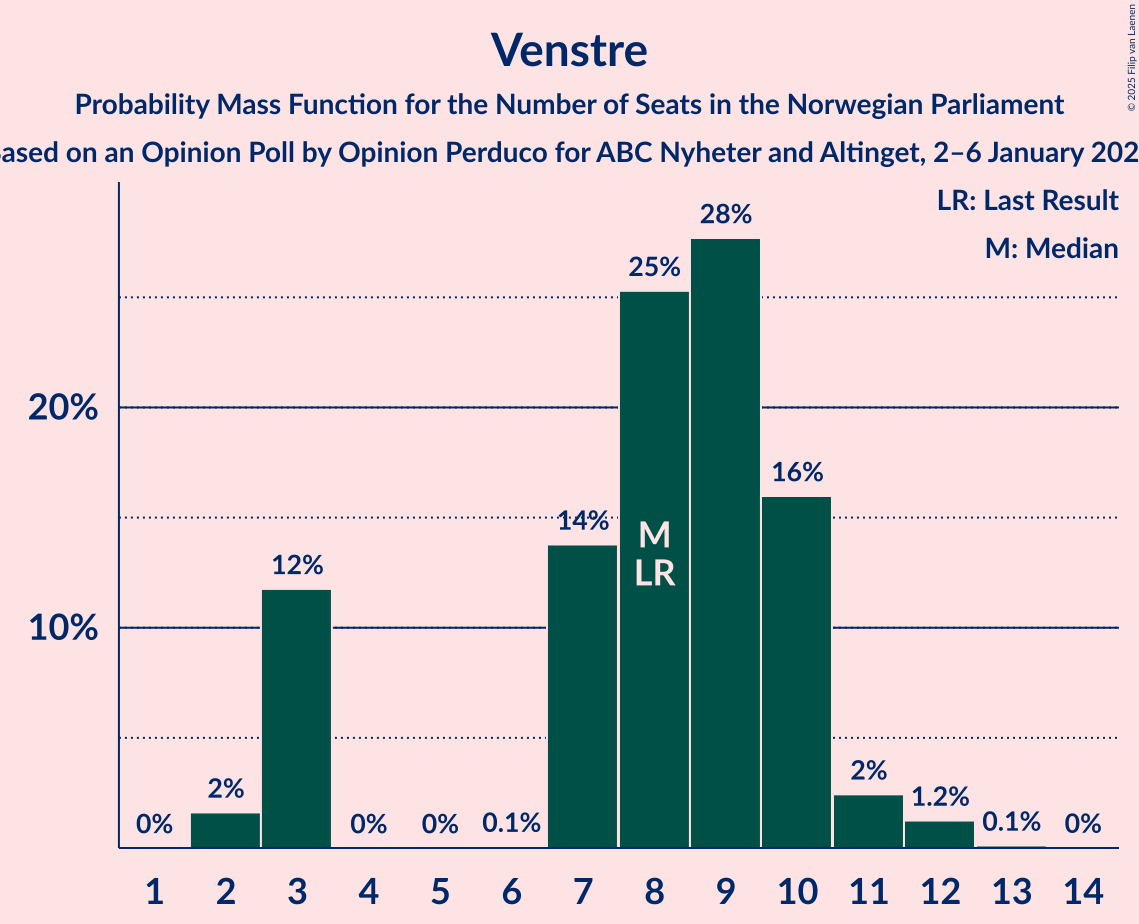 Venstre
Probability Mass Function for the Number of Seats in the Norwegian Parliament
ased on an Opinion Poll by Opinion Perduco for ABC Nyheter and Altinget, 2–6 January 202
© 2025 Filip van Laenen
LR: Last Result
M: Median
20%
10%
0%
2%
12%
0%
0%
0.1%
14%
25%
28%
16%
2%
1.2%
0.1%
0%
M
LR
1 2 3 4 5 6 7 8 9 10 11 12 13 14